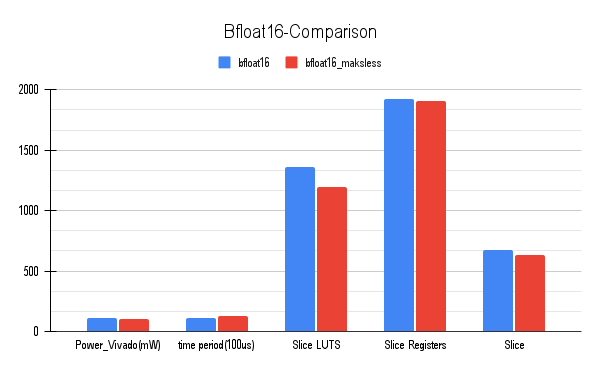 Bfloat16-Comparison
bfloat16 bfloat16_maksless
2000
1500
1000
500
0
Power_Vivado(mW) time period(100us) Slice LUTS Slice Registers Slice